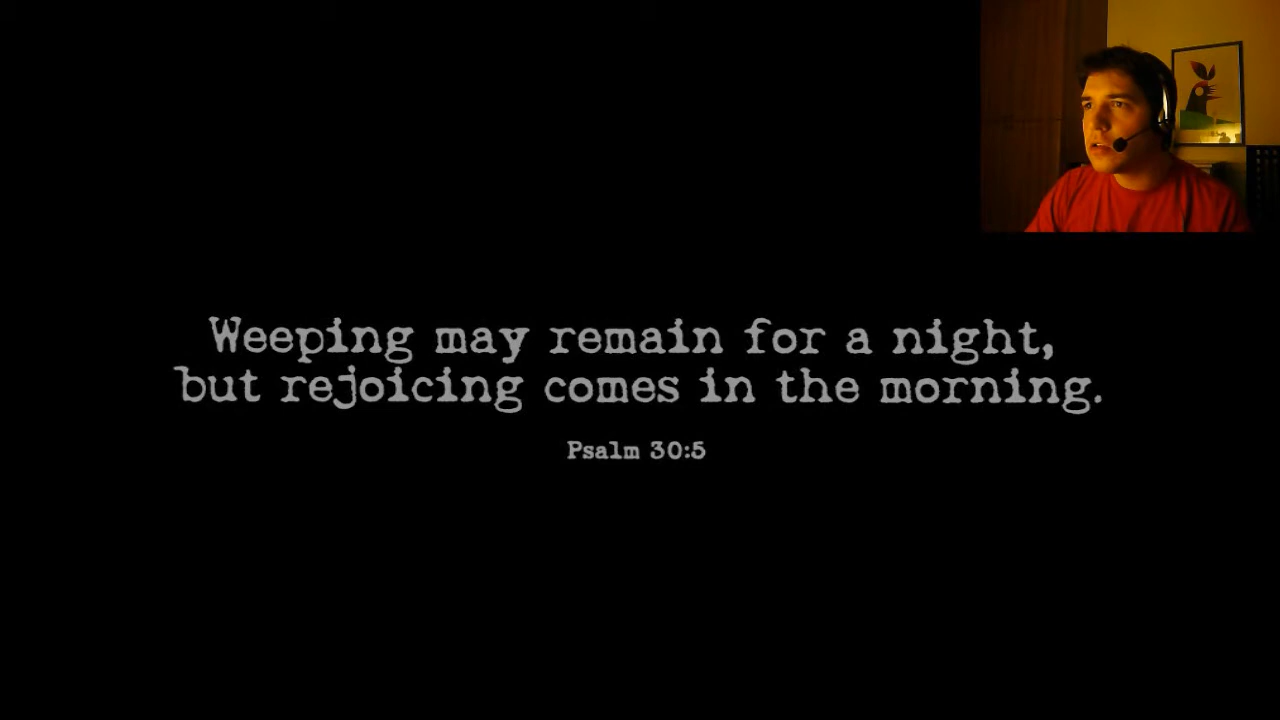 Weeping may remain for a night,
but rejoicing comes in the morning.
Psalm 30:5